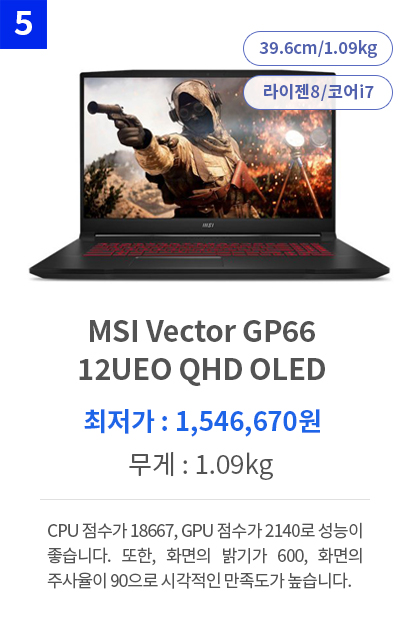 5
39.6cm/1.09kg
라이젠8/코어i7
msi
MSI Vector GP66
12UEO QHD OLED
최저가 : 1,546,670원
무게 : 1.09kg
CPU 점수가 18667, GPU 점수가 2140로 성능이
좋습니다. 또한, 화면의 밝기가 600, 화면의
주사율이 90으로 시각적인 만족도가 높습니다.